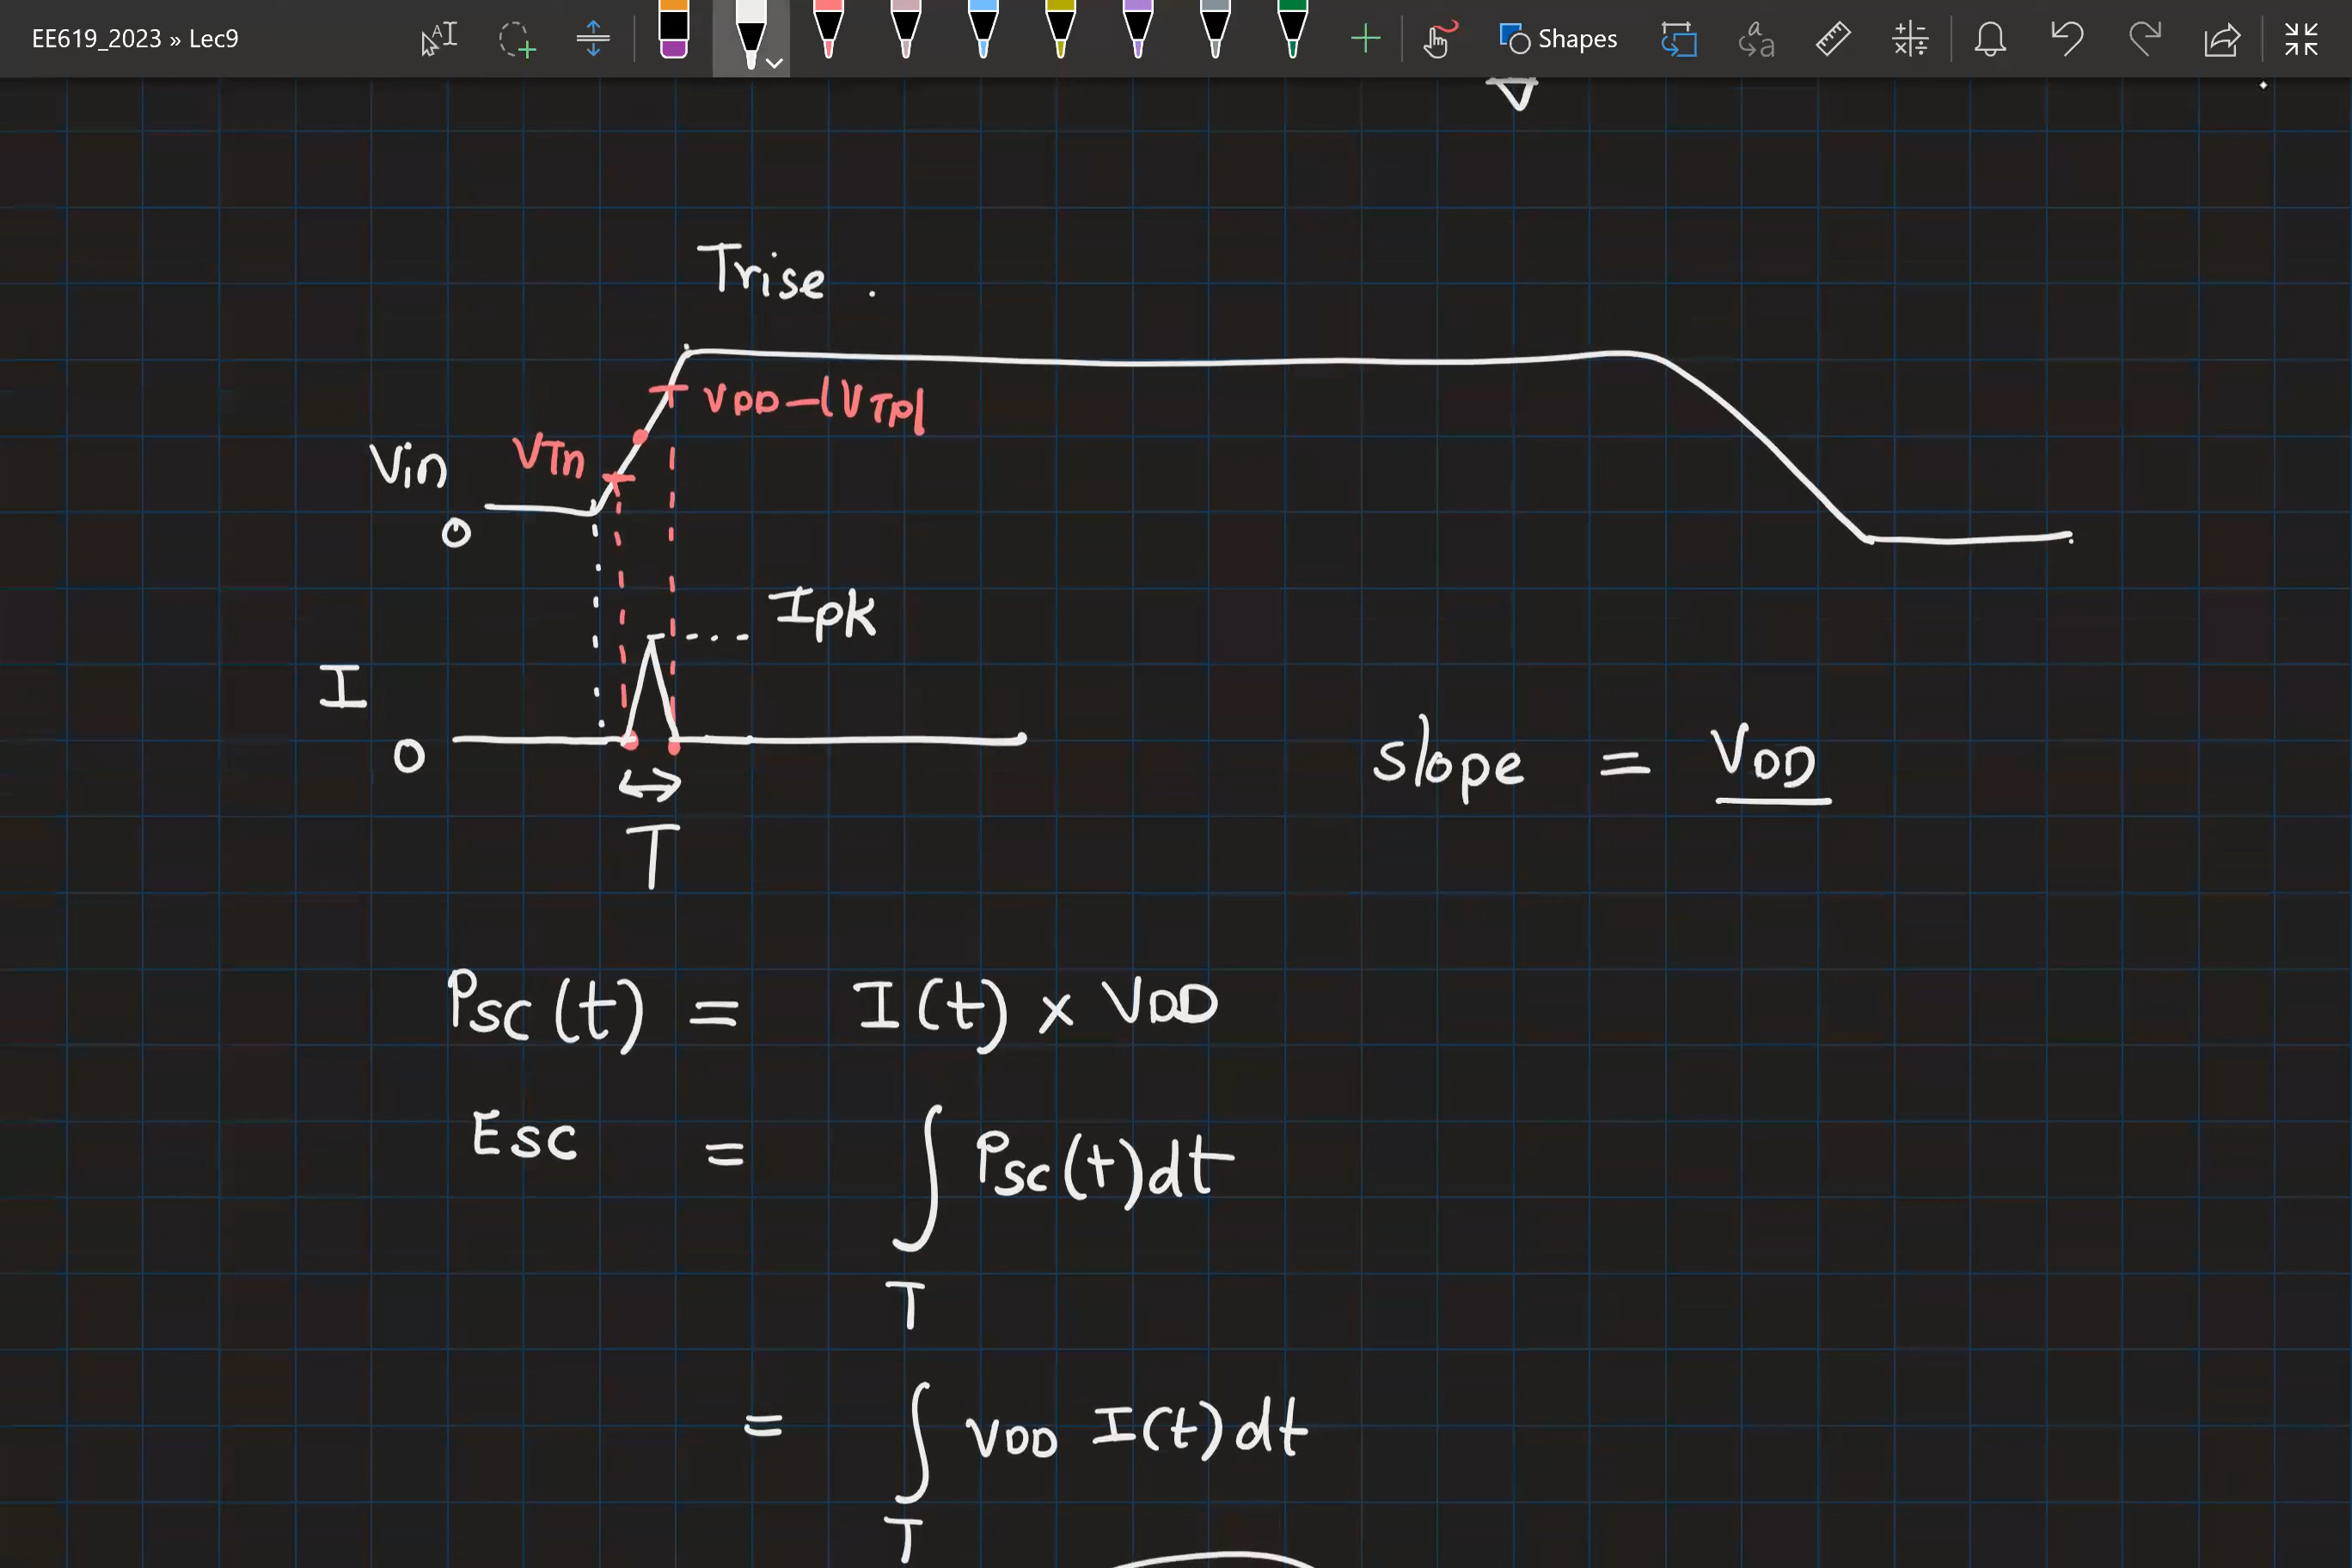 EE619_2023 » Lec9
Shapes
Trise .
VDD-|VTp|
VTn
Vin
0
Ipk
I
0
slope = VDD
T
Psc(t) = I(t) x VDD
Esc = ∫ Psc(t)dt
T
= ∫ VDD I(t)dt
T